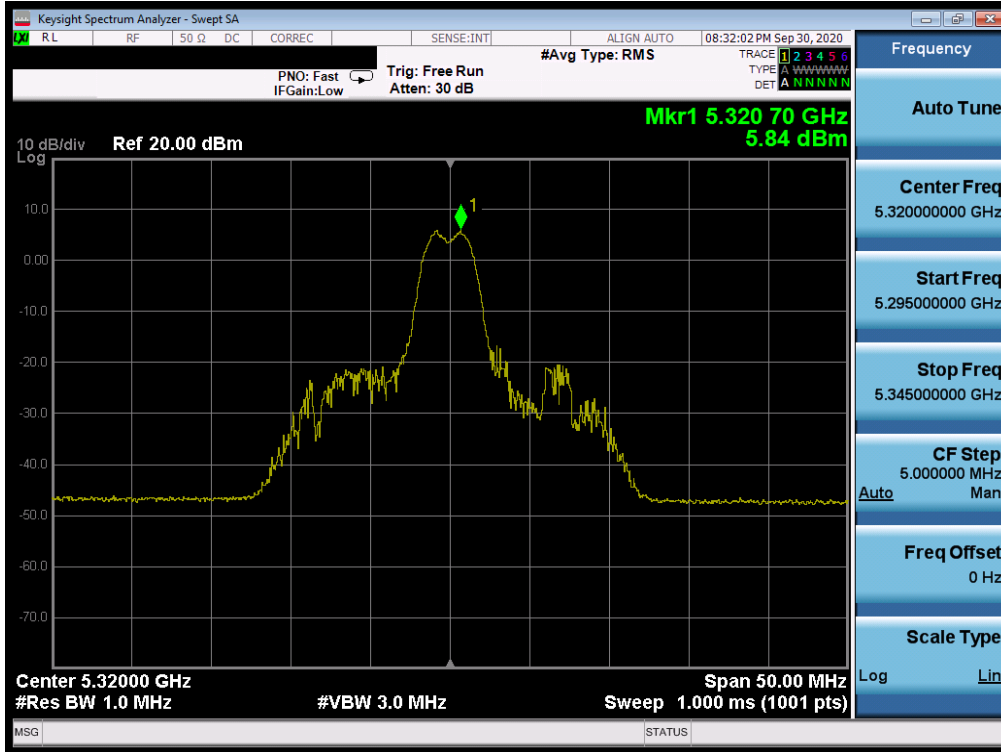 Keysight Spectrum Analyzer - Swept SA
LXI RL RF 50 Ω DC CORREC SENSE:INT ALIGN AUTO 08:32:02 PM Sep 30, 2020
#Avg Type: RMS TRACE 1 2 3 4 5 6
PNO: Fast Trig: Free Run TYPE A WWWWW
IFGain:Low Atten: 30 dB DET A N N N N N
Mkr1 5.320 70 GHz
5.84 dBm
10 dB/div Ref 20.00 dBm
Log
1
10.0
0.00
-10.0
-20.0
-30.0
-40.0
-50.0
-60.0
-70.0
Center 5.32000 GHz Span 50.00 MHz
#Res BW 1.0 MHz #VBW 3.0 MHz Sweep 1.000 ms (1001 pts)
MSG STATUS
Frequency
Auto Tune
Center Freq
5.320000000 GHz
Start Freq
5.295000000 GHz
Stop Freq
5.345000000 GHz
CF Step
5.000000 MHz
Auto Man
Freq Offset
0 Hz
Scale Type
Log Lin